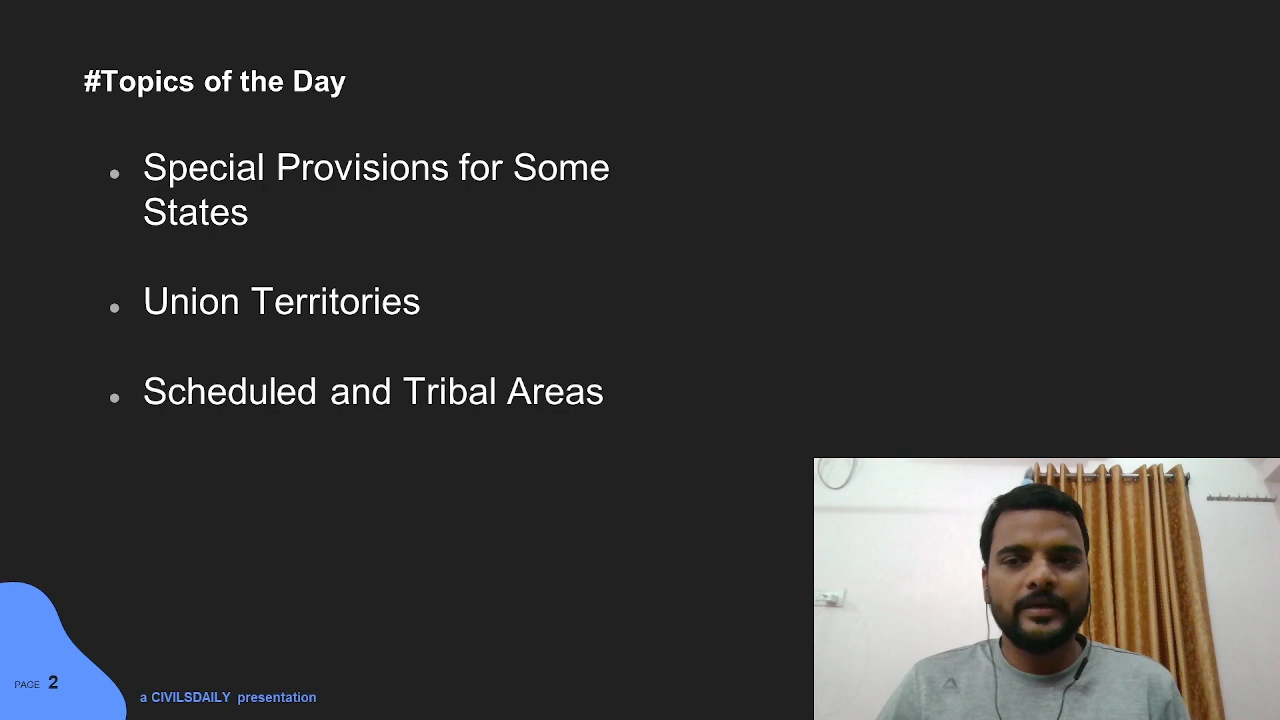 #Topics of the Day
Special Provisions for Some
States
Union Territories
Scheduled and Tribal Areas
PAGE 2
a CIVILSDAILY presentation